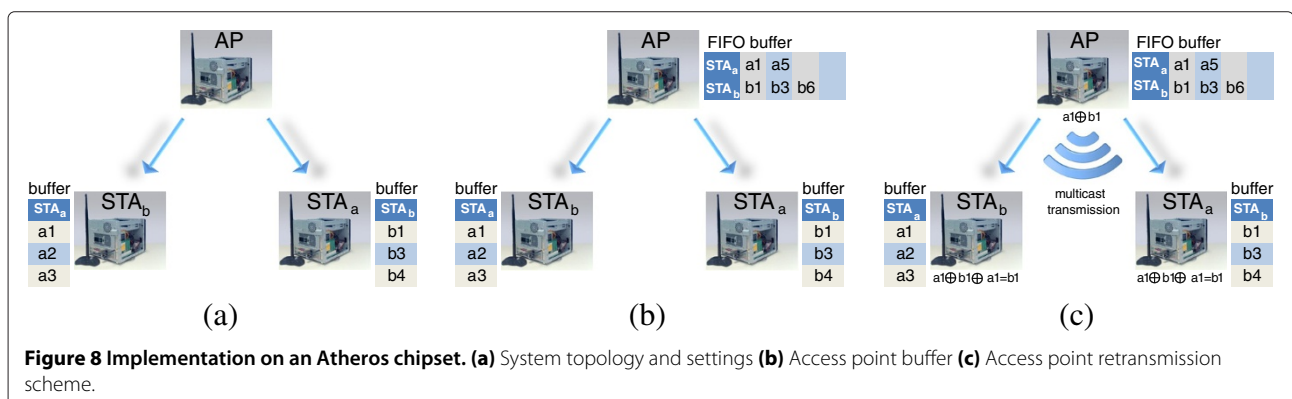 AP
buffer
STAa
a1
a2
a3
STAb
STAa
buffer
STAb
b1
b3
b4
(a)
AP
FIFO buffer
STAa a1 a5
STAb b1 b3 b6
buffer
STAa
a1
a2
a3
STAb
STAa
buffer
STAb
b1
b3
b4
(b)
AP
FIFO buffer
STAa a1 a5
STAb b1 b3 b6
a1⊕b1
multicast
transmission
buffer
STAa
a1
a2
a3
STAb
a1⊕b1⊕ a1=b1
STAa
a1⊕b1⊕ a1=b1
buffer
STAb
b1
b3
b4
(c)
Figure 8 Implementation on an Atheros chipset. (a) System topology and settings (b) Access point buffer (c) Access point retransmission
scheme.